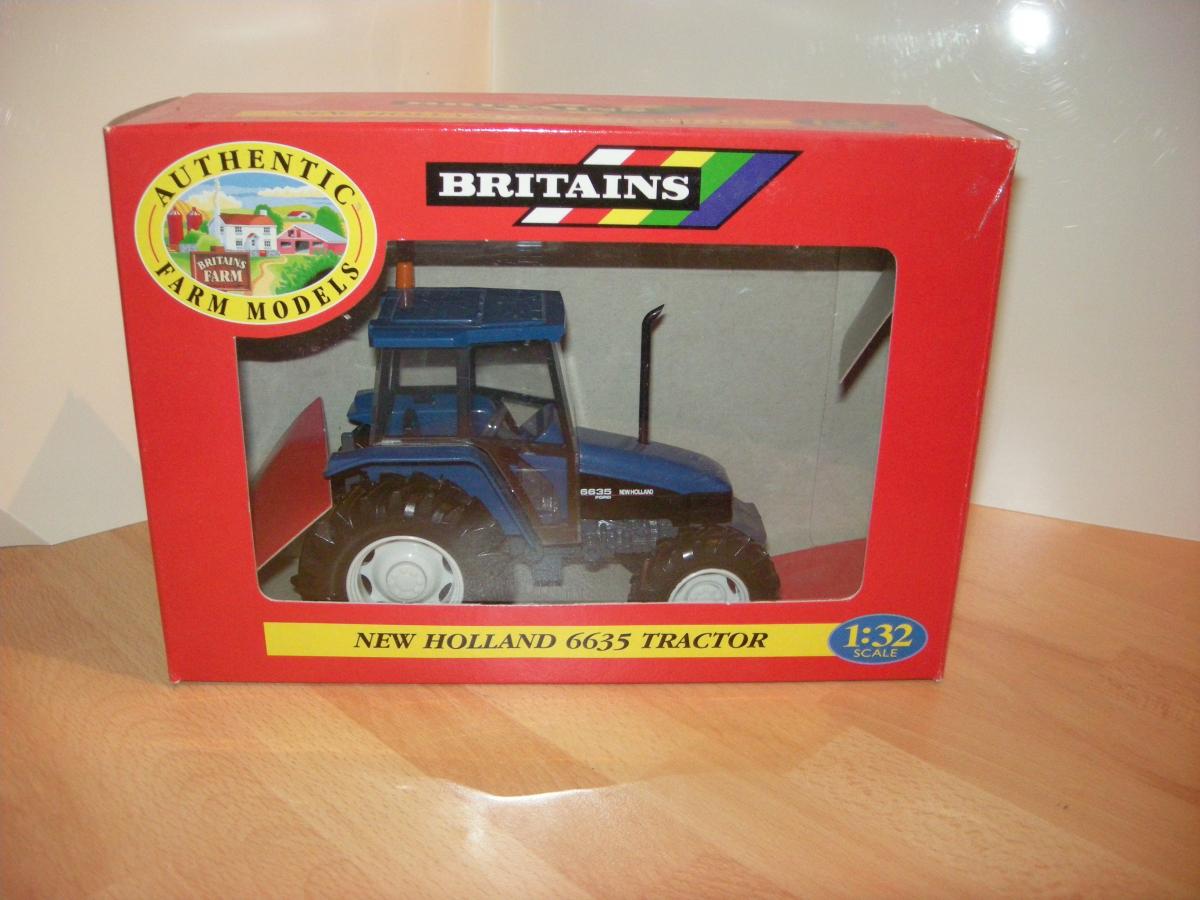 AUTHENTIC
FARM MODELS
BRITAINS
FARM
BRITAINS
6635
FORD
NEW HOLLAND
NEW HOLLAND 6635 TRACTOR
1:32
SCALE